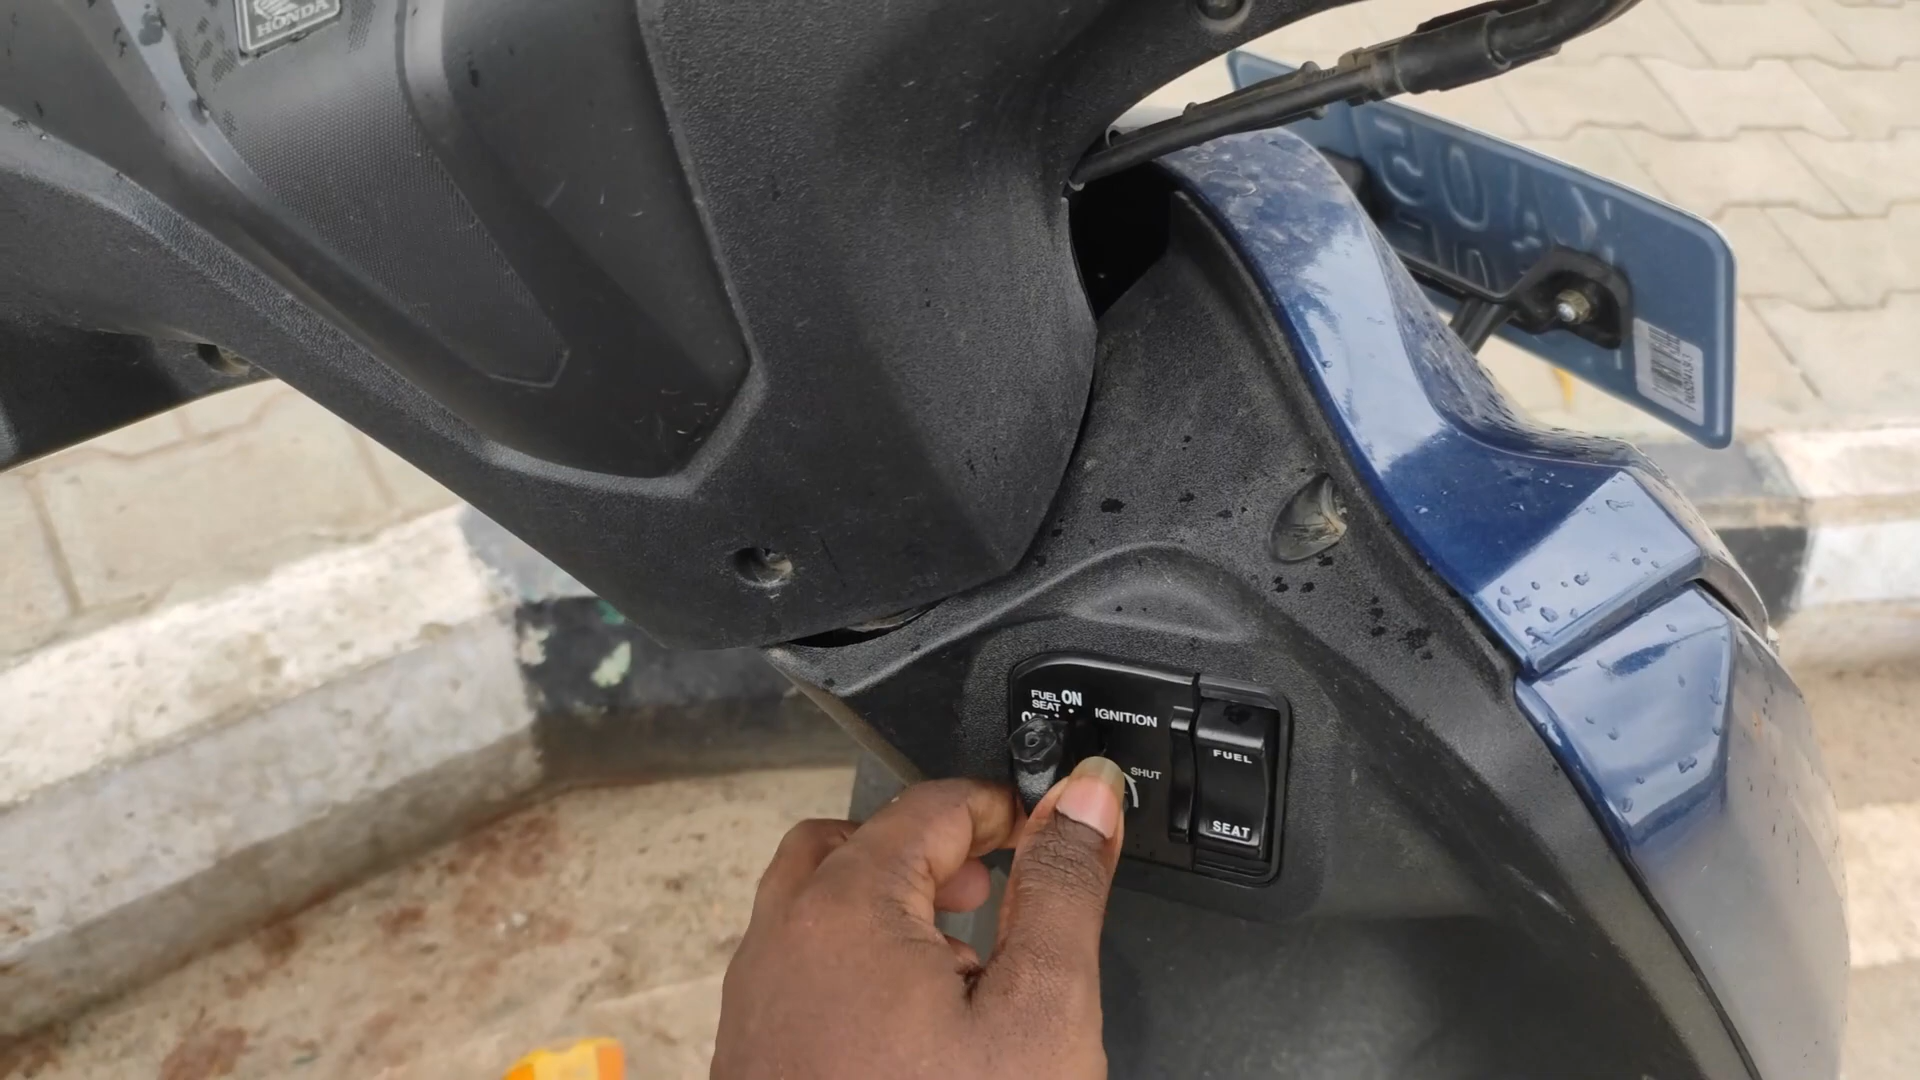 HONDA
FUEL ON
SEAT
IGNITION
SHUT
FUEL
SEAT